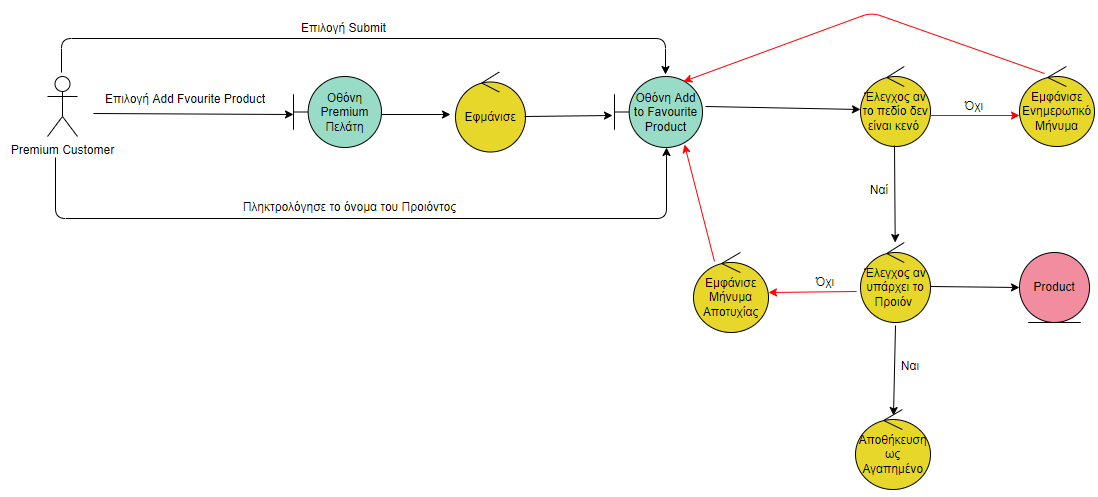 Επιλογή Submit
Επιλογή Add Fvourite Product
Premium Customer
Οθόνη
Premium
Πελάτη
Εφμάνισε
Οθόνη Add
to Favourite
Product
Έλεγχος αν
το πεδίο δεν
είναι κενό
Όχι
Εμφάνισε
Ενημερωτικό
Μήνυμα
Πληκτρολόγησε το όνομα του Προιόντος
Ναί
Εμφάνισε
Μήνυμα
Αποτυχίας
Όχι
Έλεγχος αν
υπάρχει το
Προιόν
Product
Ναι
Αποθήκευση
ως
Αγαπημένο